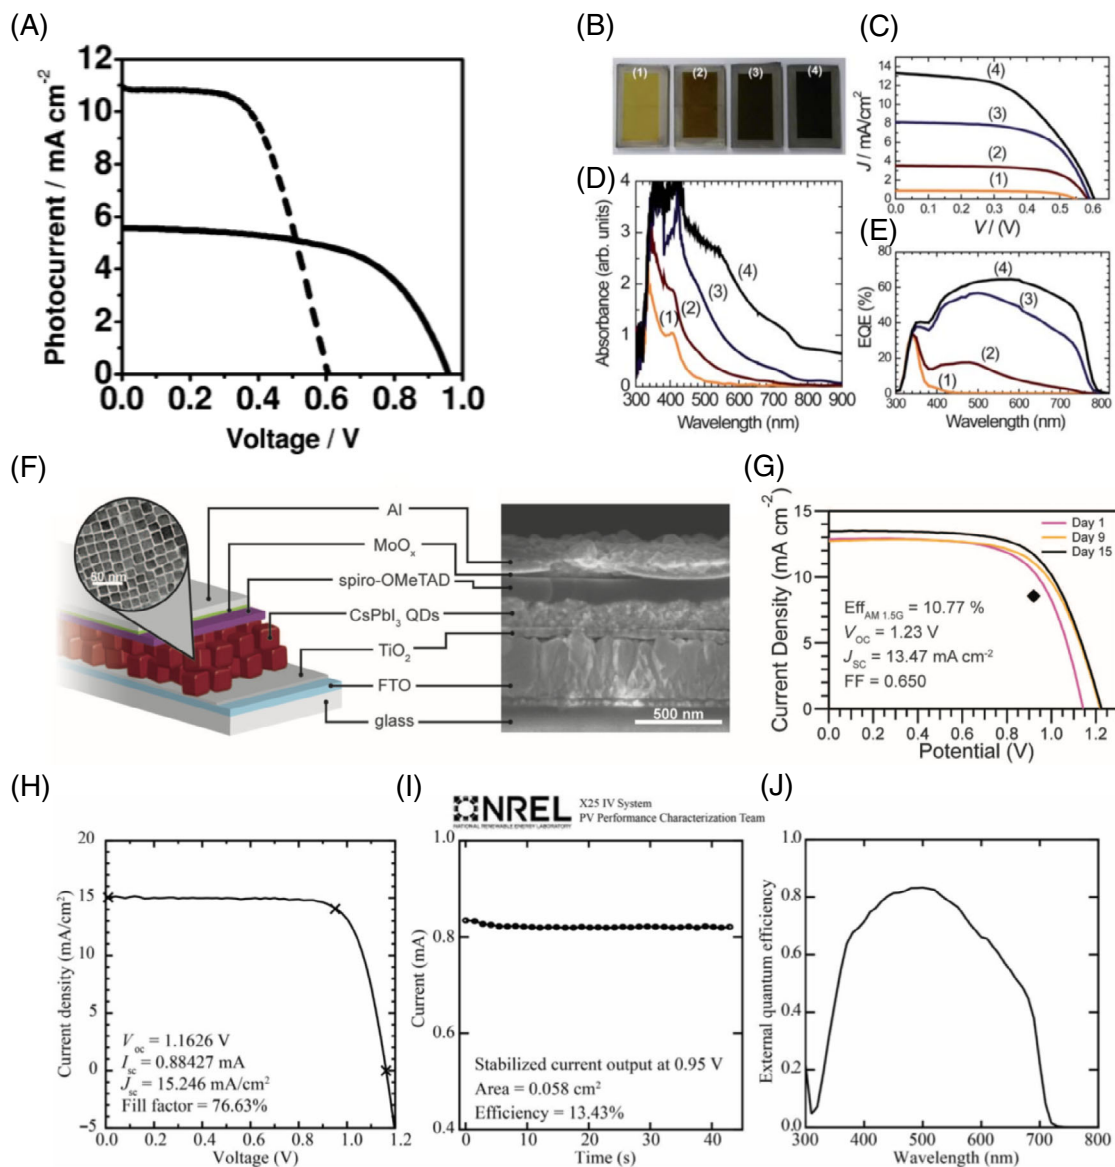 (A)
Photocurrent / mA cm-2
12
10
8
6
4
2
0
0.0 0.2 0.4 0.6 0.8 1.0
Voltage / V
(B)
(1) (2) (3) (4)
(C)
J / mA/cm2
14
12
10
8
6
4
2
0
(4)
(3)
(2)
(1)
0.0 0.1 0.2 0.3 0.4 0.5 0.6
V / (V)
(D)
Absorbance (arb. units)
4
3
2
1
0
(1)
(2)
(3)
(4)
300 400 500 600 700 800 900
Wavelength (nm)
(E)
EQE (%)
80
60
40
20
0
(4)
(3)
(2)
(1)
300 400 500 600 700 800
Wavelength (nm)
(F)
80 nm
Al
MoOx
spiro-OMeTAD
CsPbI3 QDs
TiO2
FTO
glass
500 nm
(G)
Current Density (mA cm-2)
15
10
5
0
Day 1
Day 9
Day 15
EffAM 1.5G = 10.77 %
VOC = 1.23 V
JSC = 13.47 mA cm-2
FF = 0.650
0.0 0.2 0.4 0.6 0.8 1.0 1.2
Potential (V)
(H)
Current density (mA/cm2)
20
15
10
5
0
−5
Voc = 1.1626 V
Isc = 0.88427 mA
Jsc = 15.246 mA/cm2
Fill factor = 76.63%
0.0 0.2 0.4 0.6 0.8 1.0 1.2
Voltage (V)
(I)
NREL
NATIONAL RENEWABLE ENERGY LABORATORY
X25 IV System
PV Performance Characterization Team
Current (mA)
1.0
0.8
0.6
0.4
Stabilized current output at 0.95 V
Area = 0.058 cm2
Efficiency = 13.43%
0 10 20 30 40
Time (s)
(J)
External quantum efficiency
1.0
0.8
0.6
0.4
0.2
0.0
300 400 500 600 700 800
Wavelength (nm)